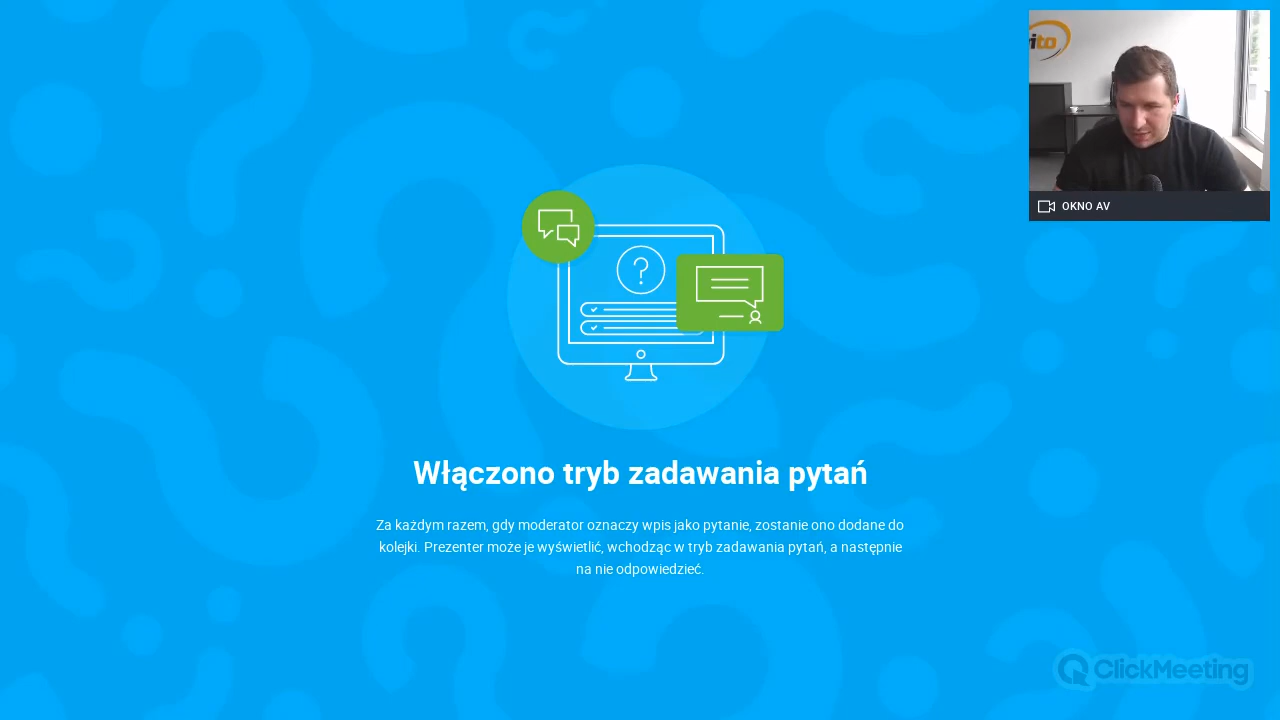 ito
OKNO AV
?
Włączono tryb zadawania pytań
Za każdym razem, gdy moderator oznaczy wpis jako pytanie, zostanie ono dodane do
kolejki. Prezenter może je wyświetlić, wchodząc w tryb zadawania pytań, a następnie
na nie odpowiedzieć.
ClickMeeting